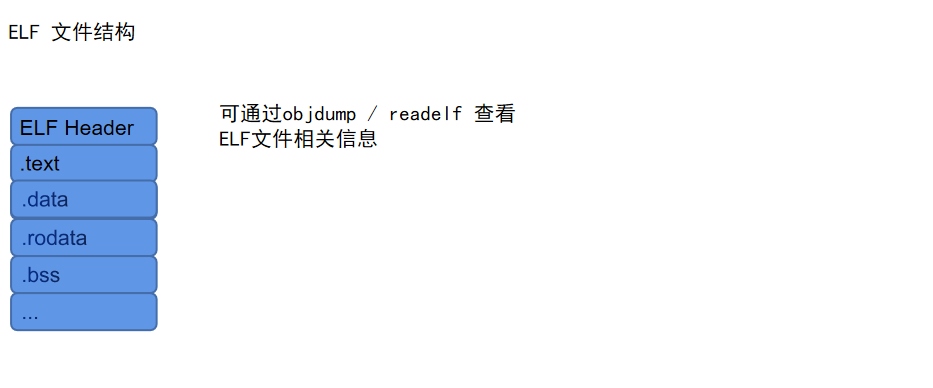 ELF 文件结构
可通过objdump / readelf 查看
ELF文件相关信息
ELF Header
.text
.data
.rodata
.bss
...